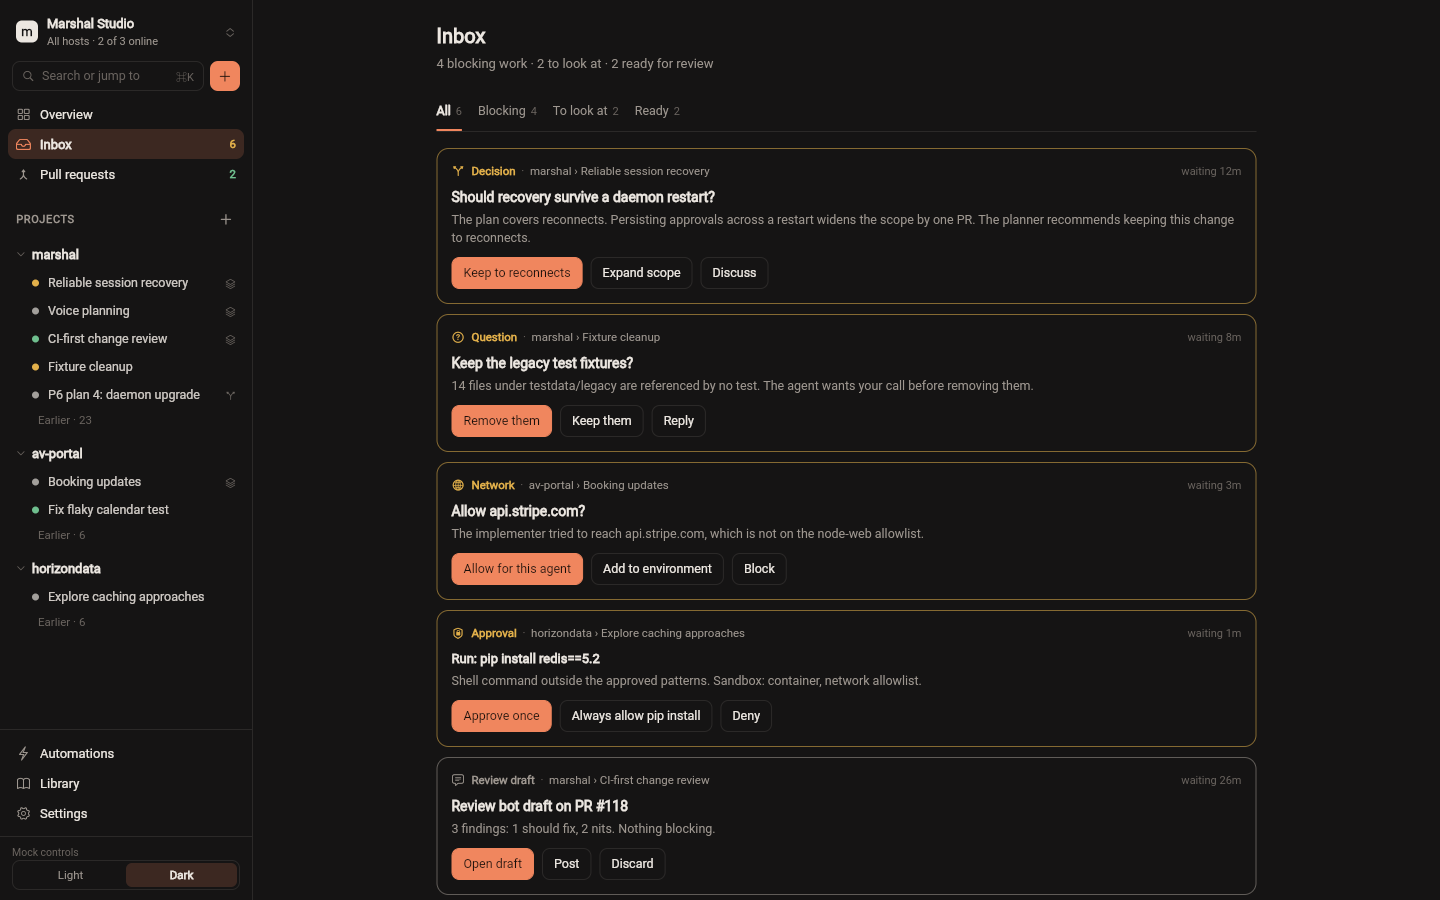 m
Marshal Studio
All hosts · 2 of 3 online
Search or jump to ⌘K
+
Overview
Inbox 6
Pull requests 2
PROJECTS +
marshal
Reliable session recovery
Voice planning
CI-first change review
Fixture cleanup
P6 plan 4: daemon upgrade
Earlier · 23
av-portal
Booking updates
Fix flaky calendar test
Earlier · 6
horizondata
Explore caching approaches
Earlier · 6
Automations
Library
Settings
Mock controls
Light Dark
Inbox
4 blocking work · 2 to look at · 2 ready for review
All 6 Blocking 4 To look at 2 Ready 2
Decision · marshal › Reliable session recovery waiting 12m
Should recovery survive a daemon restart?
The plan covers reconnects. Persisting approvals across a restart widens the scope by one PR. The planner recommends keeping this change
to reconnects.
Keep to reconnects Expand scope Discuss
Question · marshal › Fixture cleanup waiting 8m
Keep the legacy test fixtures?
14 files under testdata/legacy are referenced by no test. The agent wants your call before removing them.
Remove them Keep them Reply
Network · av-portal › Booking updates waiting 3m
Allow api.stripe.com?
The implementer tried to reach api.stripe.com, which is not on the node-web allowlist.
Allow for this agent Add to environment Block
Approval · horizondata › Explore caching approaches waiting 1m
Run: pip install redis==5.2
Shell command outside the approved patterns. Sandbox: container, network allowlist.
Approve once Always allow pip install Deny
Review draft · marshal › CI-first change review waiting 26m
Review bot draft on PR #118
3 findings: 1 should fix, 2 nits. Nothing blocking.
Open draft Post Discard